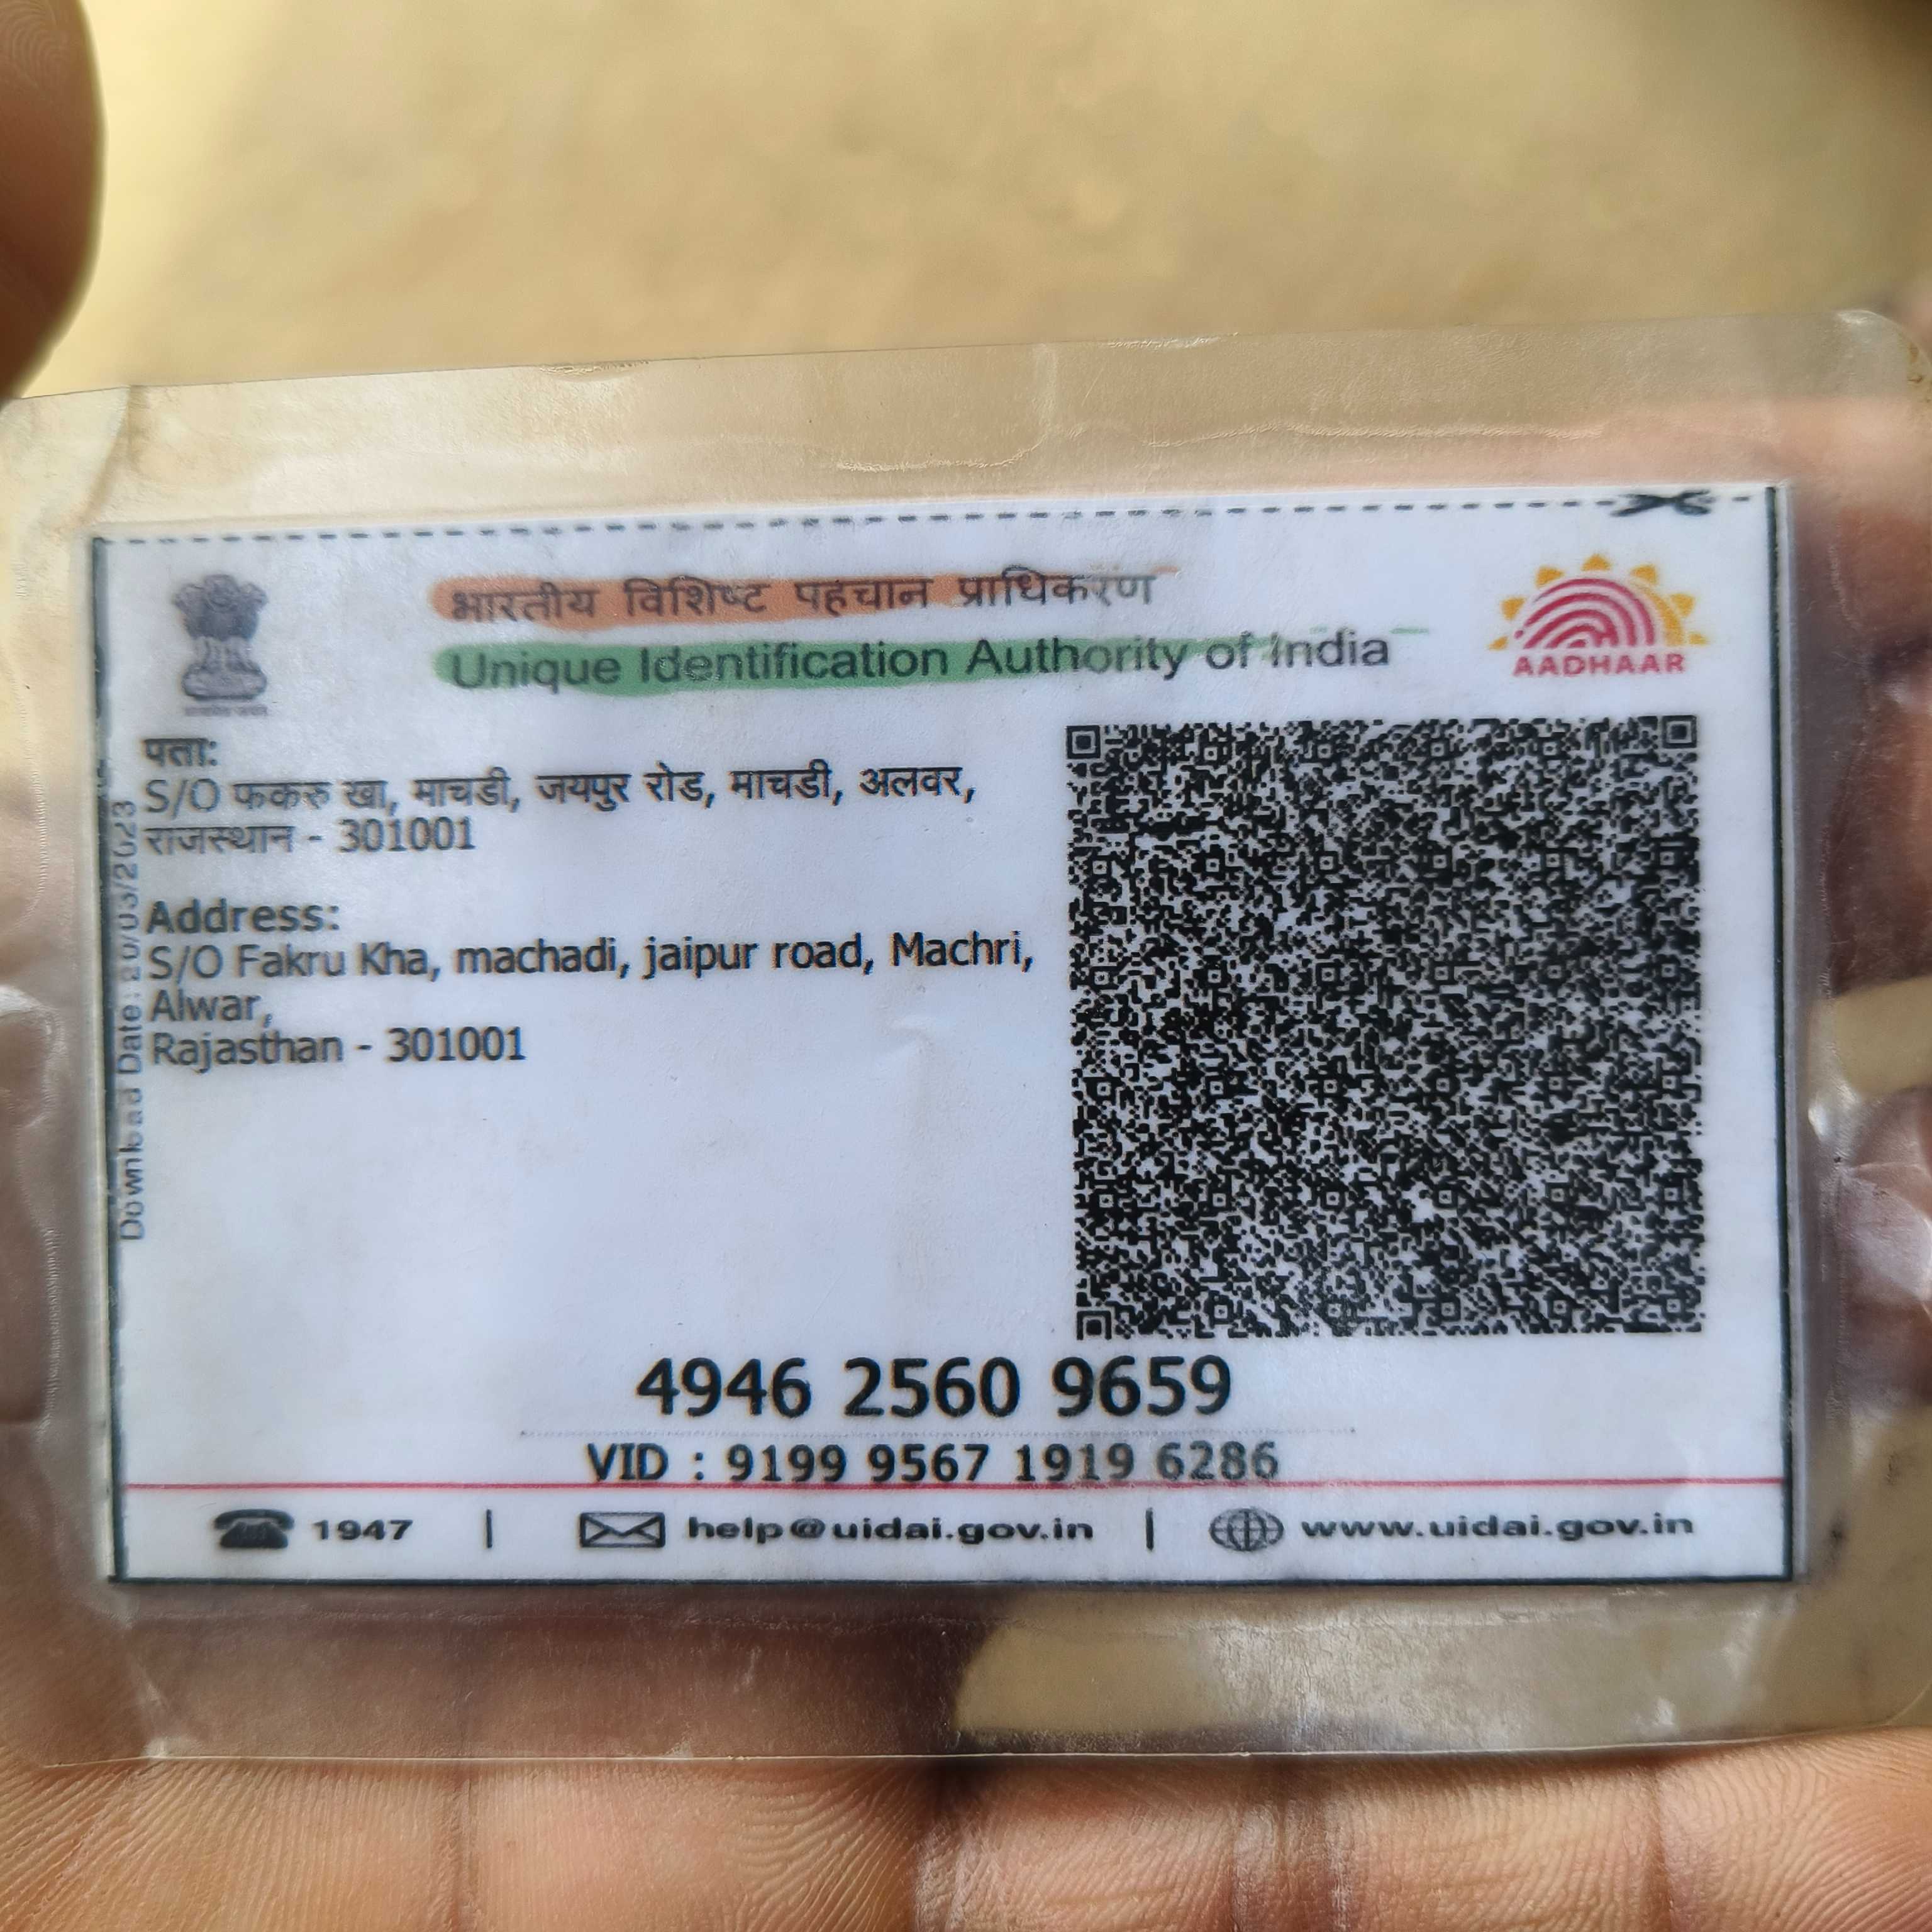 भारतीय विशिष्ट पहचान प्राधिकरण
Unique Identification Authority of India
AADHAAR
पता:
S/O फकरु खा, माचडी, जयपुर रोड, माचडी, अलवर,
राजस्थान - 301001
Address:
S/O Fakru Kha, machadi, jaipur road, Machri,
Alwar,
Rajasthan - 301001
Download Date: 20/03/2023
4946 2560 9659
VID : 9199 9567 1919 6286
1947 | help@uidai.gov.in | www.uidai.gov.in